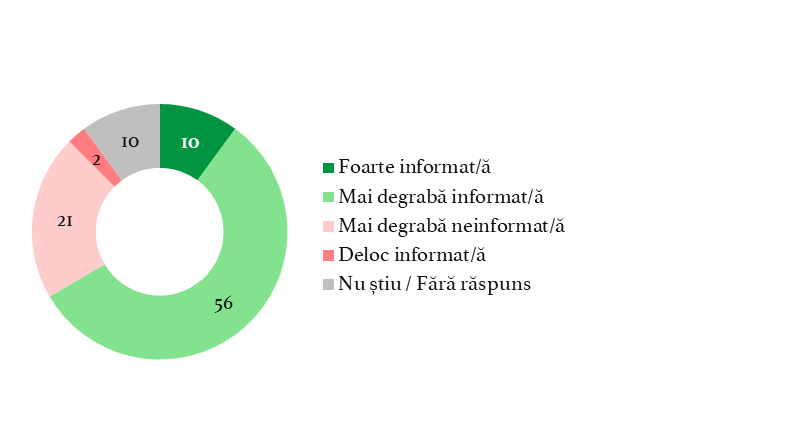 10
10
2
21
56
Foarte informat/ă
Mai degrabă informat/ă
Mai degrabă neinformat/ă
Deloc informat/ă
Nu știu / Fără răspuns